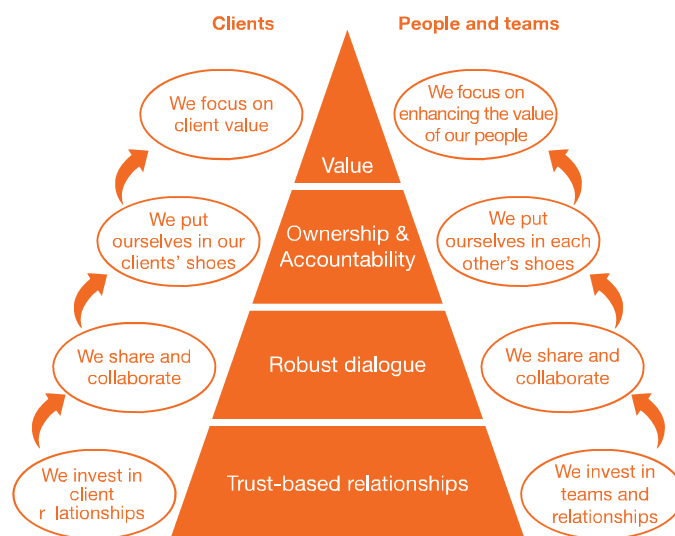 Clients
People and teams
We focus on
client value
We focus on
enhancing the value
of our people
Value
We put
ourselves in our
clients' shoes
Ownership &
Accountability
We put
ourselves in each
other's shoes
We share and
collaborate
Robust dialogue
We share and
collaborate
We invest in
client
r lationships
Trust-based relationships
We invest in
teams and
relationships